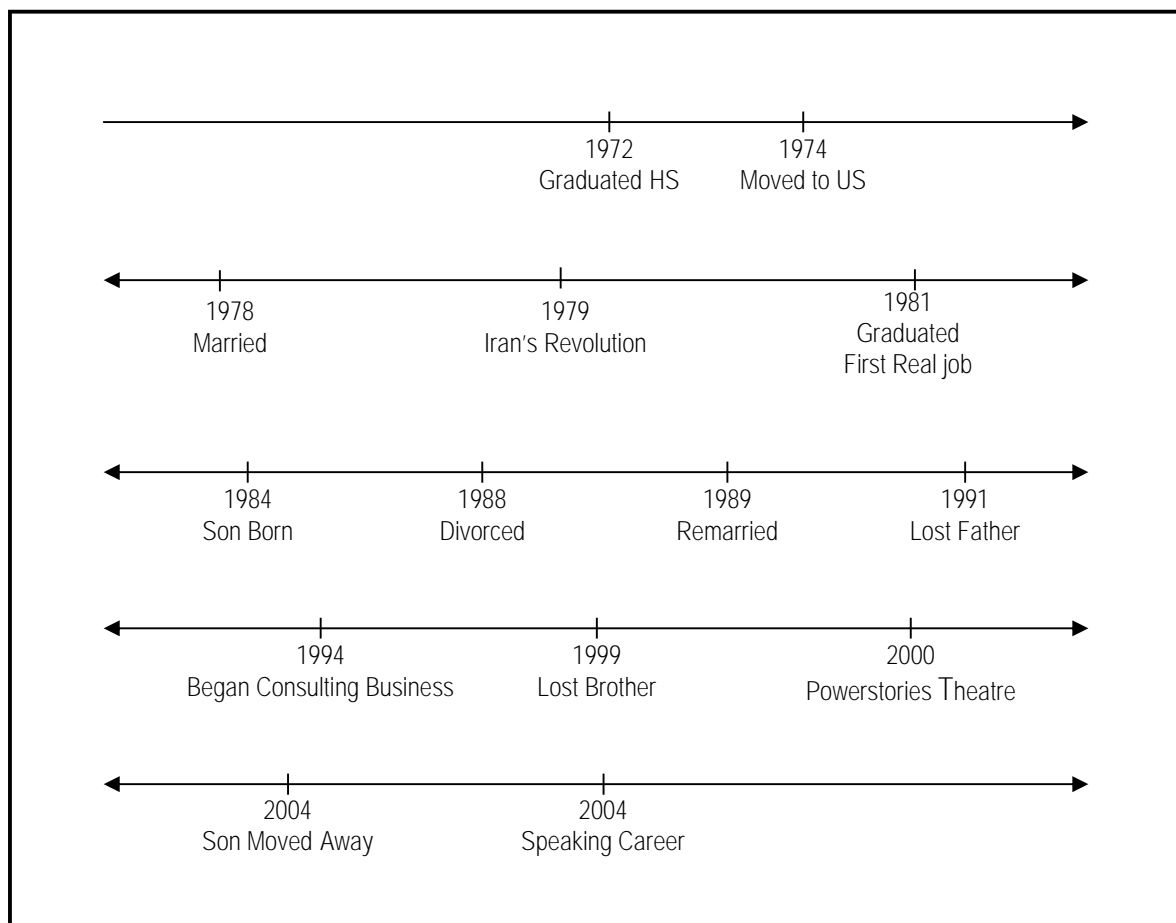 1972 1974
Graduated HS Moved to US
1978 1979 1981
Married Iran's Revolution Graduated
First Real job
1984 1988 1989 1991
Son Born Divorced Remarried Lost Father
1994 1999 2000
Began Consulting Business Lost Brother Powerstories Theatre
2004 2004
Son Moved Away Speaking Career